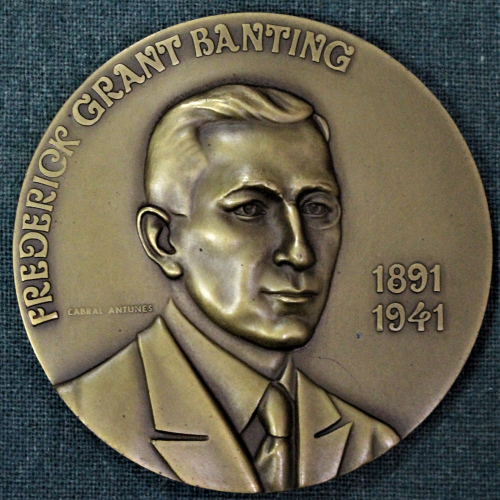 FREDERICK GRANT BANTING
CABRAL ANTUNES
1891
1941